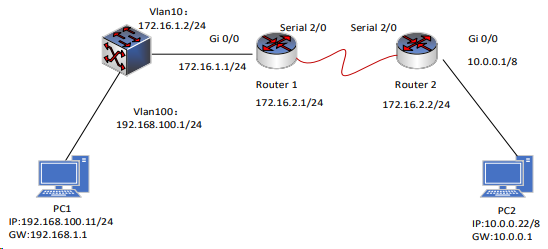 Vlan10：
172.16.1.2/24
Gi 0/0
172.16.1.1/24
Serial 2/0
Serial 2/0
Gi 0/0
10.0.0.1/8
Router 1
172.16.2.1/24
Router 2
172.16.2.2/24
Vlan100：
192.168.100.1/24
PC1
IP:192.168.100.11/24
GW:192.168.1.1
PC2
IP:10.0.0.22/8
GW:10.0.0.1